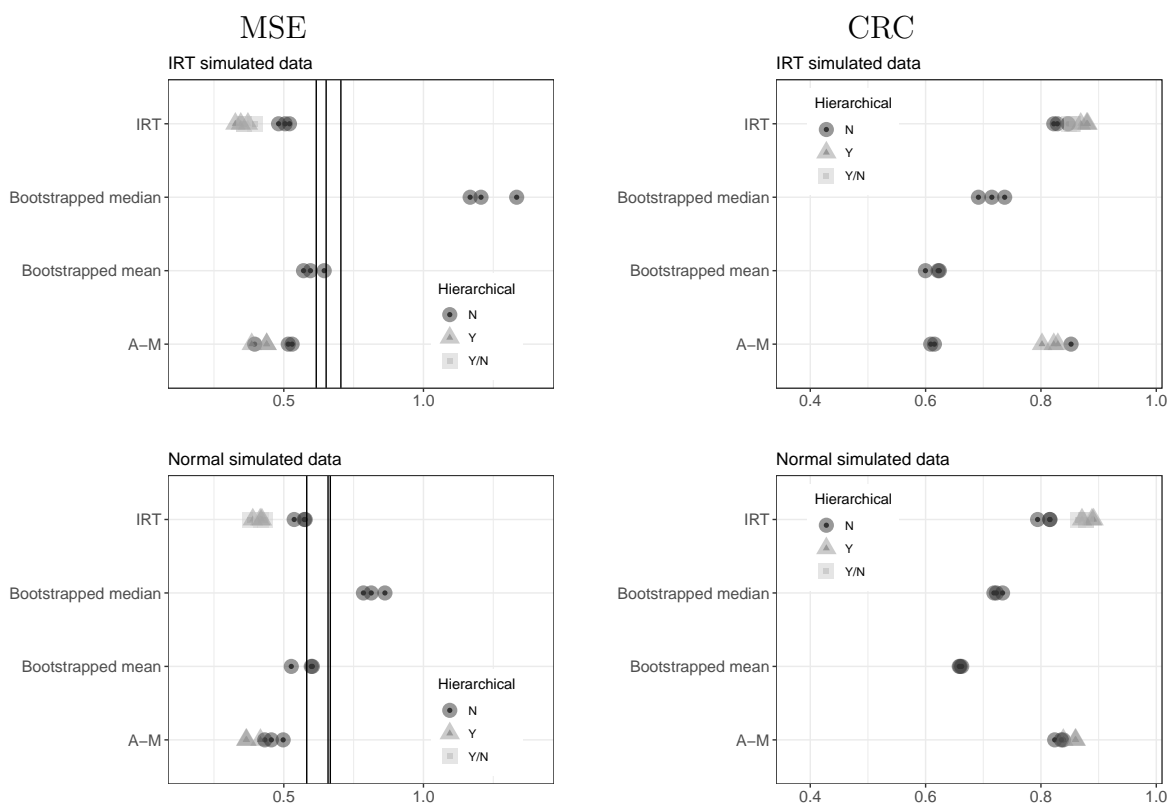 MSE
CRC
IRT simulated data
IRT
Bootstrapped median
Bootstrapped mean
A−M
Hierarchical
N
Y
Y/N
0.5
1.0
IRT simulated data
IRT
Bootstrapped median
Bootstrapped mean
A−M
Hierarchical
N
Y
Y/N
0.4
0.6
0.8
1.0
Normal simulated data
IRT
Bootstrapped median
Bootstrapped mean
A−M
Hierarchical
N
Y
Y/N
0.5
1.0
Normal simulated data
IRT
Bootstrapped median
Bootstrapped mean
A−M
Hierarchical
N
Y
Y/N
0.4
0.6
0.8
1.0